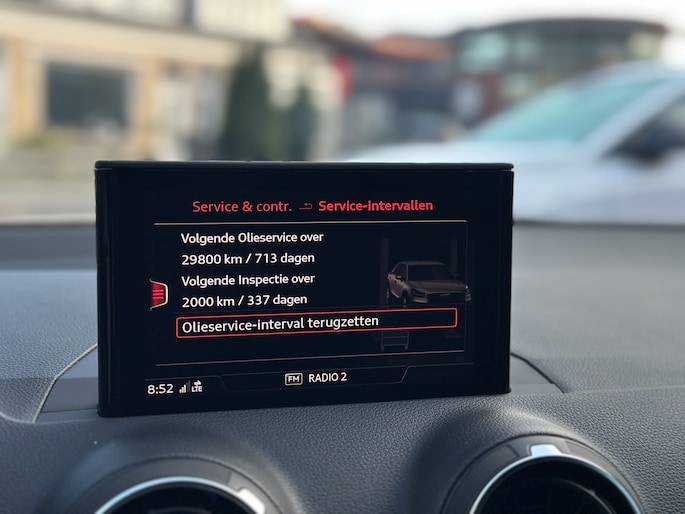 Service & contr. Service-intervallen
Volgende Olieservice over
29800 km / 713 dagen
Volgende Inspectie over
2000 km / 337 dagen
Olieservice-interval terugzetten
8:52 LTE FM RADIO 2